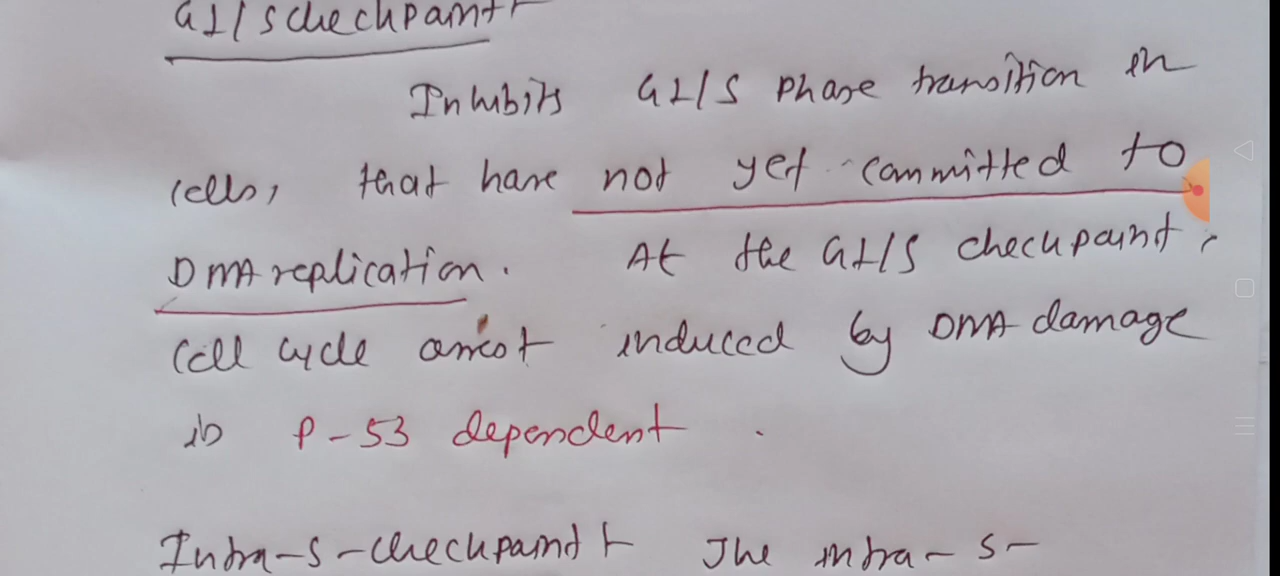 G1/S checkpoint
Inhibits G1/S phase transition in
cells, that have not yet committed to
DNA replication. At the G1/S checkpoint,
Cell cycle arrest induced by DNA damage
is P-53 dependent.
Intra-S-checkpoint The intra-S-